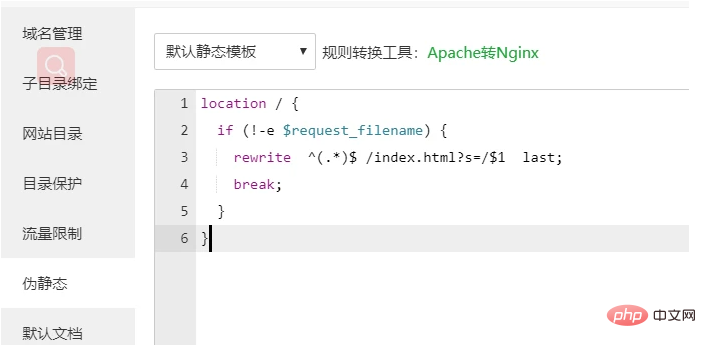 域名管理
子目录绑定
网站目录
目录保护
流量限制
伪静态
默认文档
默认静态模板 ▼ 规则转换工具：Apache转Nginx
1 location / {
2 if (!-e $request_filename) {
3 rewrite ^(.*)$ /index.html?s=/$1 last;
4 break;
5 }
6 }
php 中文网